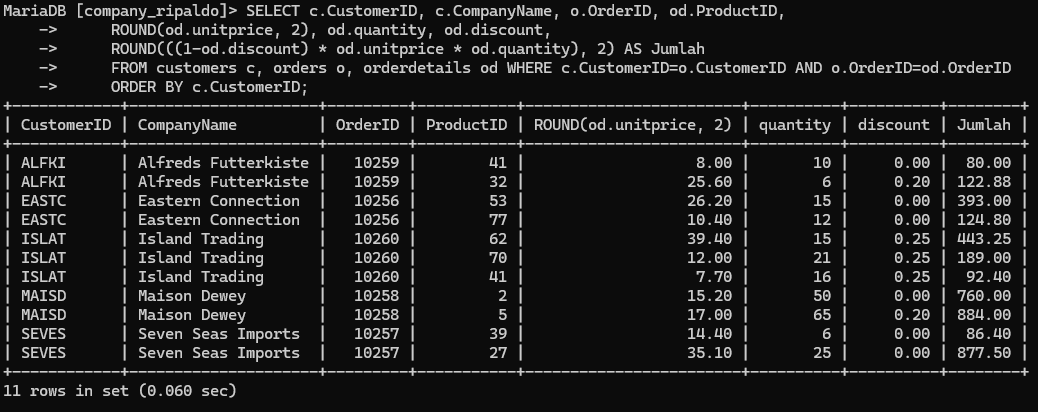 MariaDB [company_ripaldo]> SELECT c.CustomerID, c.CompanyName, o.OrderID, od.ProductID,
    ->      ROUND(od.unitprice, 2), od.quantity, od.discount,
    ->      ROUND(((1-od.discount) * od.unitprice * od.quantity), 2) AS Jumlah
    ->      FROM customers c, orders o, orderdetails od WHERE c.CustomerID=o.CustomerID AND o.OrderID=od.OrderID
    ->      ORDER BY c.CustomerID;
+------------+---------------------+---------+-----------+------------------------+----------+----------+--------+
| CustomerID | CompanyName         | OrderID | ProductID | ROUND(od.unitprice, 2) | quantity | discount | Jumlah |
+------------+---------------------+---------+-----------+------------------------+----------+----------+--------+
| ALFKI      | Alfreds Futterkiste |   10259 |        41 |                   8.00 |       10 |     0.00 |  80.00 |
| ALFKI      | Alfreds Futterkiste |   10259 |        32 |                  25.60 |        6 |     0.20 | 122.88 |
| EASTC      | Eastern Connection  |   10256 |        53 |                  26.20 |       15 |     0.00 | 393.00 |
| EASTC      | Eastern Connection  |   10256 |        77 |                  10.40 |       12 |     0.00 | 124.80 |
| ISLAT      | Island Trading      |   10260 |        62 |                  39.40 |       15 |     0.25 | 443.25 |
| ISLAT      | Island Trading      |   10260 |        70 |                  12.00 |       21 |     0.25 | 189.00 |
| ISLAT      | Island Trading      |   10260 |        41 |                   7.70 |       16 |     0.25 |  92.40 |
| MAISD      | Maison Dewey        |   10258 |         2 |                  15.20 |       50 |     0.00 | 760.00 |
| MAISD      | Maison Dewey        |   10258 |         5 |                  17.00 |       65 |     0.20 | 884.00 |
| SEVES      | Seven Seas Imports  |   10257 |        39 |                  14.40 |        6 |     0.00 |  86.40 |
| SEVES      | Seven Seas Imports  |   10257 |        27 |                  35.10 |       25 |     0.00 | 877.50 |
+------------+---------------------+---------+-----------+------------------------+----------+----------+--------+
11 rows in set (0.060 sec)